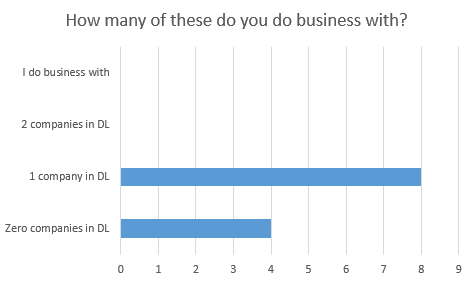 How many of these do you do business with?
I do business with
2 companies in DL
1 company in DL
Zero companies in DL
0 1 2 3 4 5 6 7 8 9